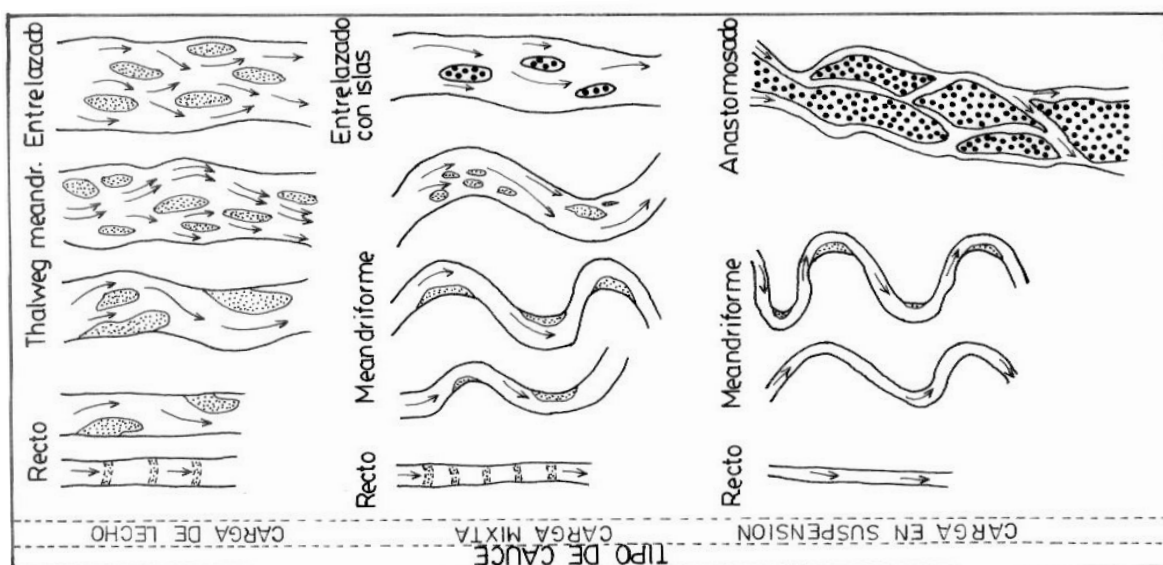 Entrelazado
Thalweg meandr.
Recto
Entrelazado
con islas
Meandriforme
Recto
Anastomosado
Meandriforme
Recto
CARGA DE LECHO
CARGA MIXTA
CARGA EN SUSPENSION
TIPO DE CAUCE